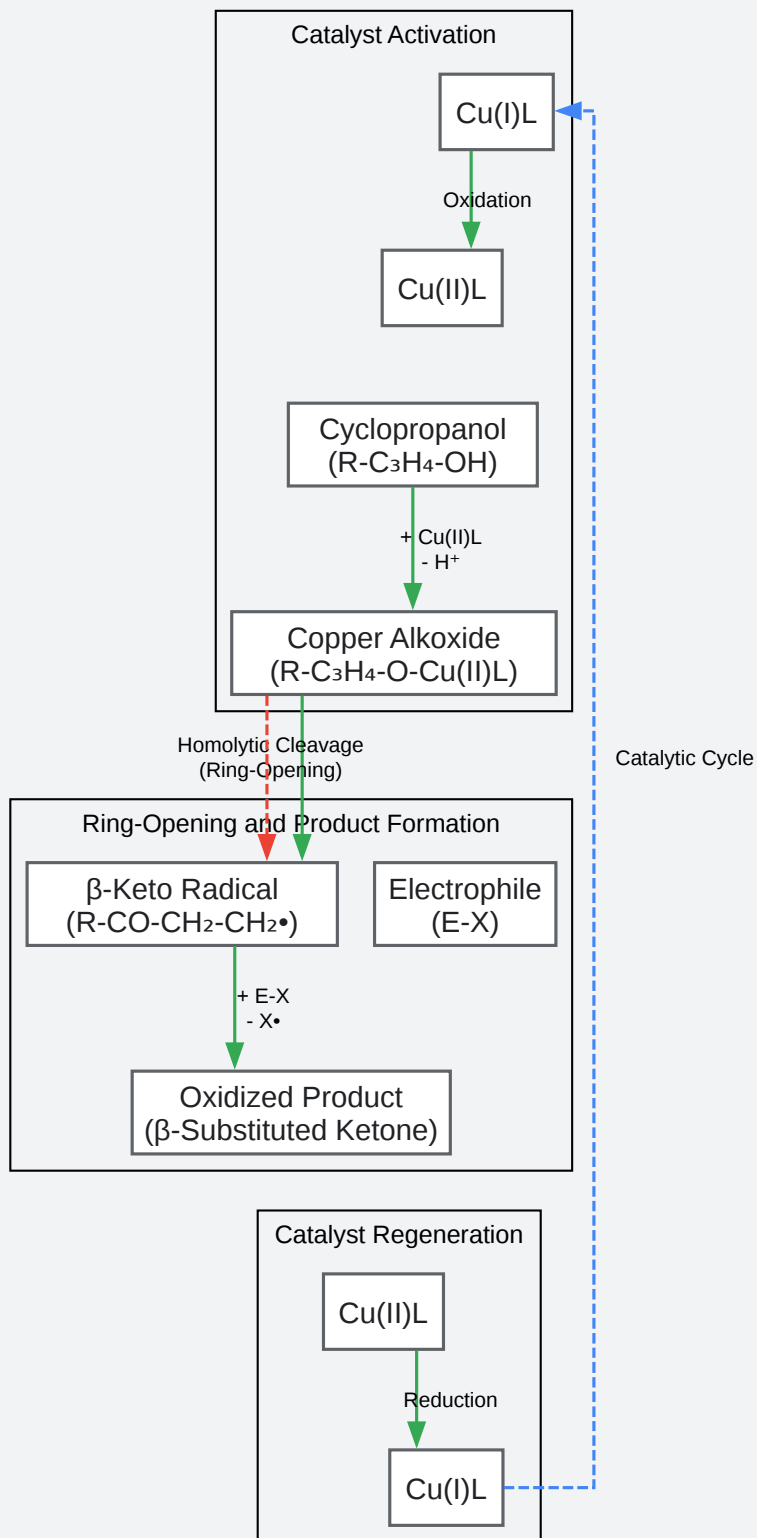 Catalyst Activation
Cu(I)L
Oxidation
Cu(II)L
Cyclopropanol
(R-C₃H₄-OH)
+ Cu(II)L
- H⁺
Copper Alkoxide
(R-C₃H₄-O-Cu(II)L)
Homolytic Cleavage
(Ring-Opening)
Catalytic Cycle
Ring-Opening and Product Formation
β-Keto Radical
(R-CO-CH₂-CH₂•)
Electrophile
(E-X)
+ E-X
- X•
Oxidized Product
(β-Substituted Ketone)
Catalyst Regeneration
Cu(II)L
Reduction
Cu(I)L